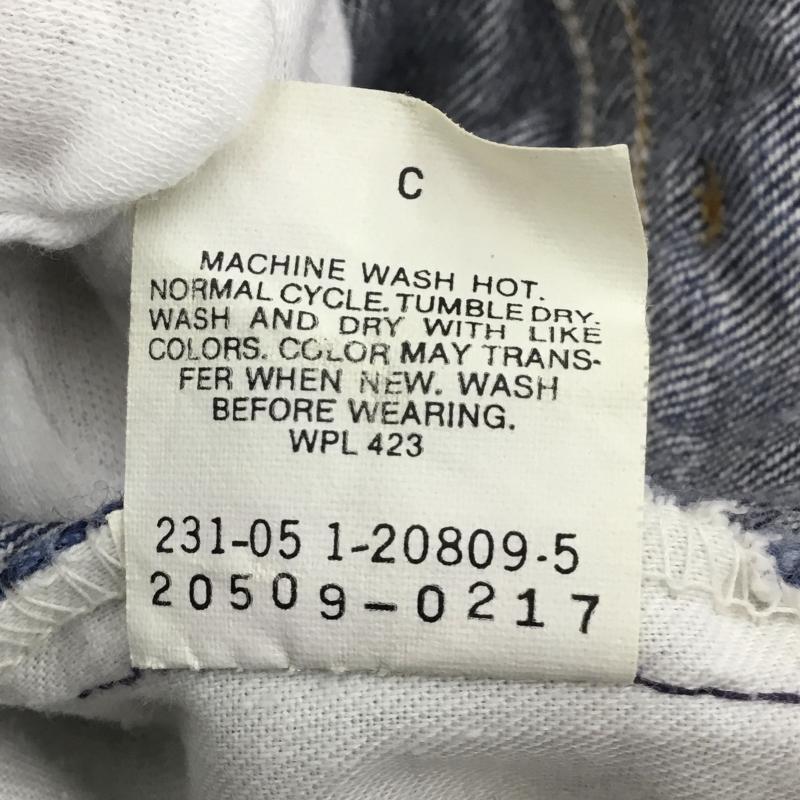 C
MACHINE WASH HOT.
NORMAL CYCLE. TUMBLE DRY.
WASH AND DRY WITH LIKE
COLORS. COLOR MAY TRANS-
FER WHEN NEW. WASH
BEFORE WEARING.
WPL 423
231-05 1-20809-5
20509-0217